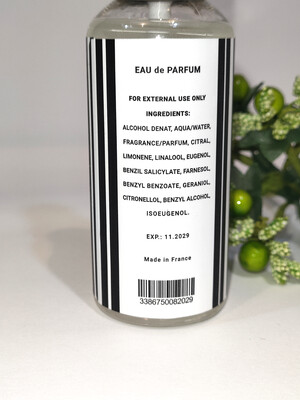 EAU de PARFUM
FOR EXTERNAL USE ONLY
INGREDIENTS:
ALCOHOL DENAT, AQUA/WATER,
FRAGRANCE/PARFUM, CITRAL,
LIMONENE, LINALOOL, EUGENOL,
BENZIL SALICYLATE, FARNESOL,
BENZYL BENZOATE, GERANIOL,
CITRONELLOL, BENZYL ALCOHOL,
ISOEUGENOL.
EXP.: 11.2029
Made in France
3386750082029